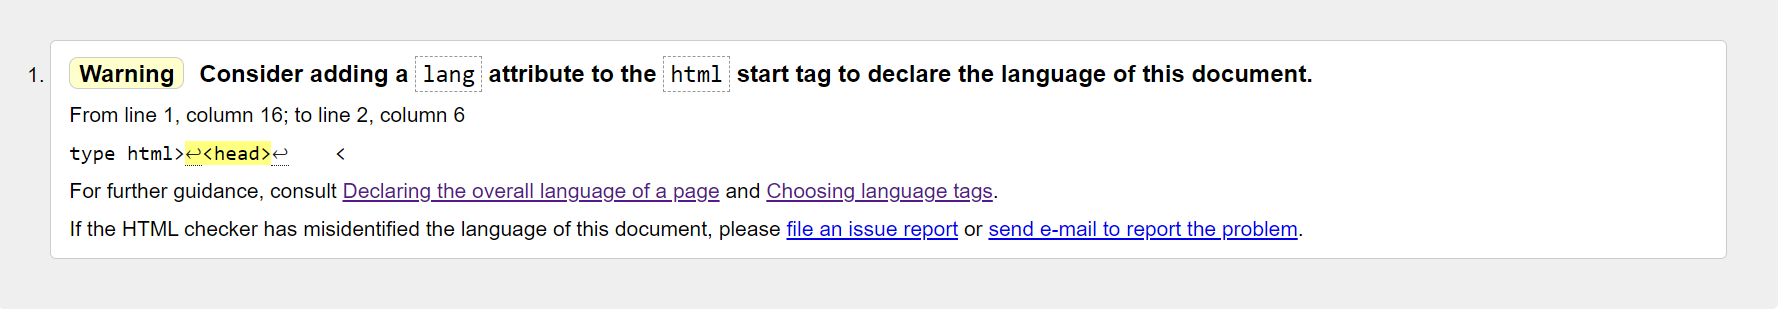 1. Warning Consider adding a lang attribute to the html start tag to declare the language of this document.
From line 1, column 16; to line 2, column 6
type html>↩<head>↩    <
For further guidance, consult Declaring the overall language of a page and Choosing language tags.
If the HTML checker has misidentified the language of this document, please file an issue report or send e-mail to report the problem.